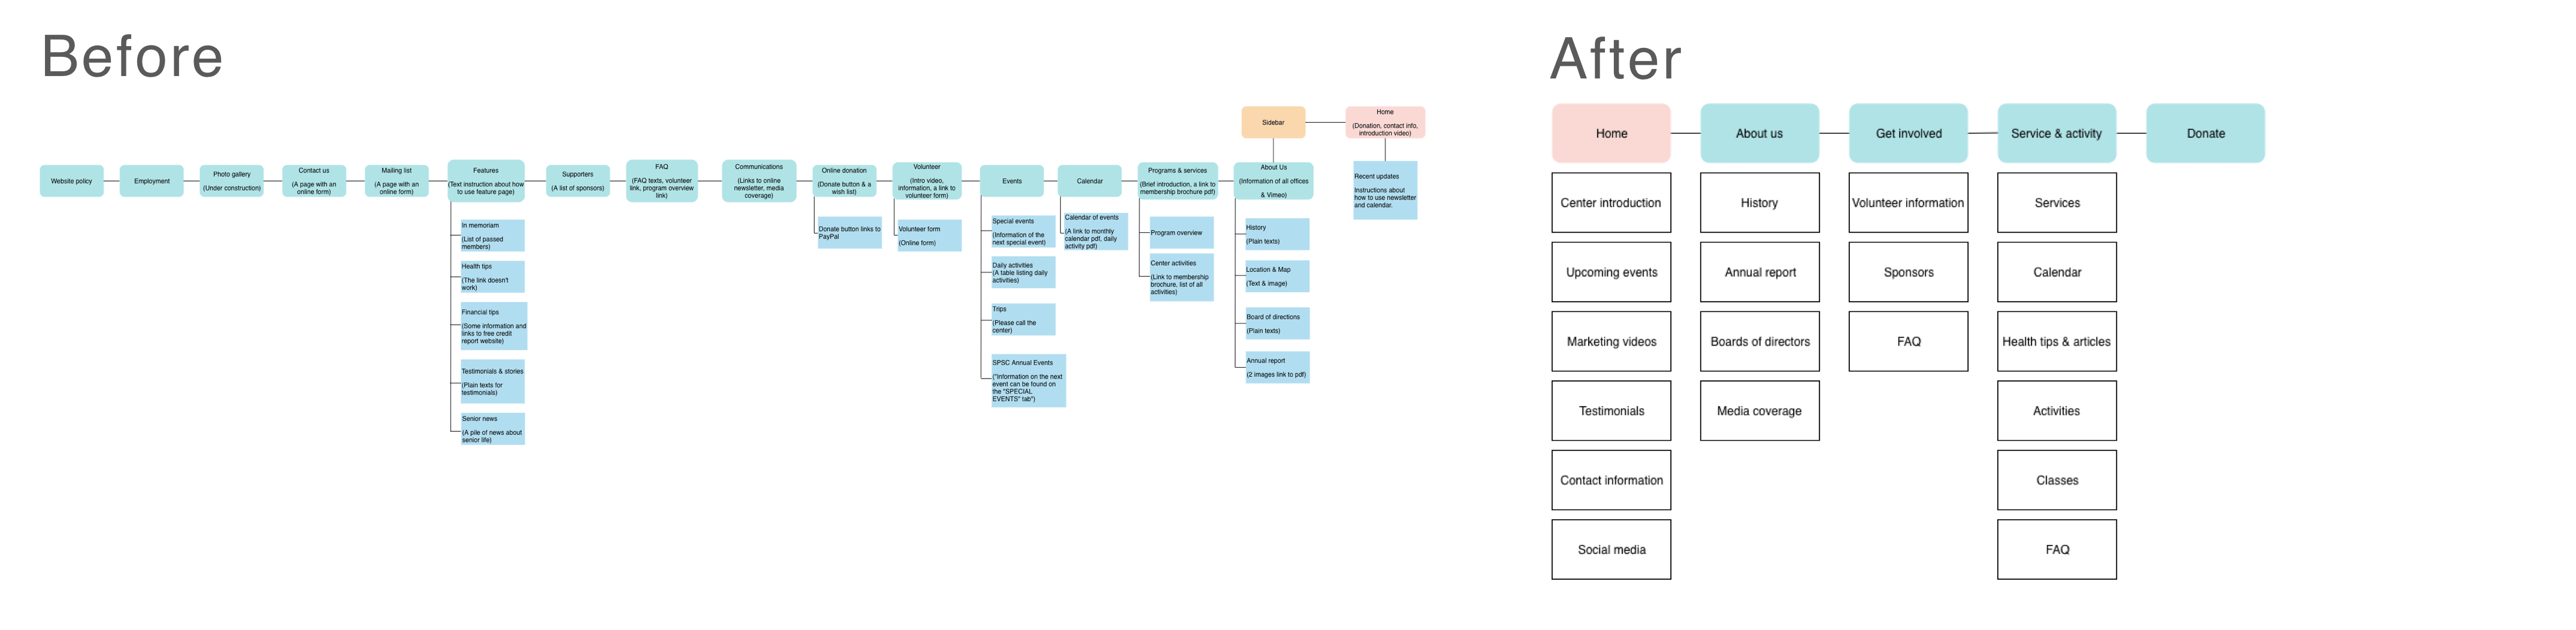 Before
Sidebar
Home
(Donation, contact info,
introduction video)
Website policy
Employment
Photo gallery
(Under construction)
Contact us
(A page with an
online form)
Mailing list
(A page with an
online form)
Features
(Text instruction about how
to use feature page)
Supporters
(A list of sponsors)
FAQ
(FAQ texts, volunteer
link, program overview
link)
Communications
(Links to online
newsletter, media
coverage)
Online donation
(Donate button & a
wish list)
Volunteer
(Intro video,
information, a link to
volunteer form)
Events
Calendar
Programs & services
(Brief introduction, a link to
membership brochure pdf)
About Us
(Information of all offices
& Vimeo)
Recent updates
Instructions about
how to use newsletter
and calendar.
In memoriam
(List of passed
members)
Health tips
(The link doesn't
work)
Financial tips
(Some information and
links to free credit
report website)
Testimonials & stories
(Plain texts for
testimonials)
Senior news
(A pile of news about
senior life)
Donate button links to
PayPal
Volunteer form
(Online form)
Special events
(Information of the
next special event)
Daily activities
(A table listing daily
activities)
Trips
(Please call the
center)
SPSC Annual Events
("Information on the next
event can be found on
the "SPECIAL
EVENTS" tab")
Calendar of events
(A link to monthly
calendar pdf, daily
activity pdf)
Program overview
Center activities
(Link to membership
brochure, list of all
activities)
History
(Plain texts)
Location & Map
(Text & image)
Board of directions
(Plain texts)
Annual report
(2 images link to pdf)
After
Home
About us
Get involved
Service & activity
Donate
Center introduction
Upcoming events
Marketing videos
Testimonials
Contact information
Social media
History
Annual report
Boards of directors
Media coverage
Volunteer information
Sponsors
FAQ
Services
Calendar
Health tips & articles
Activities
Classes
FAQ